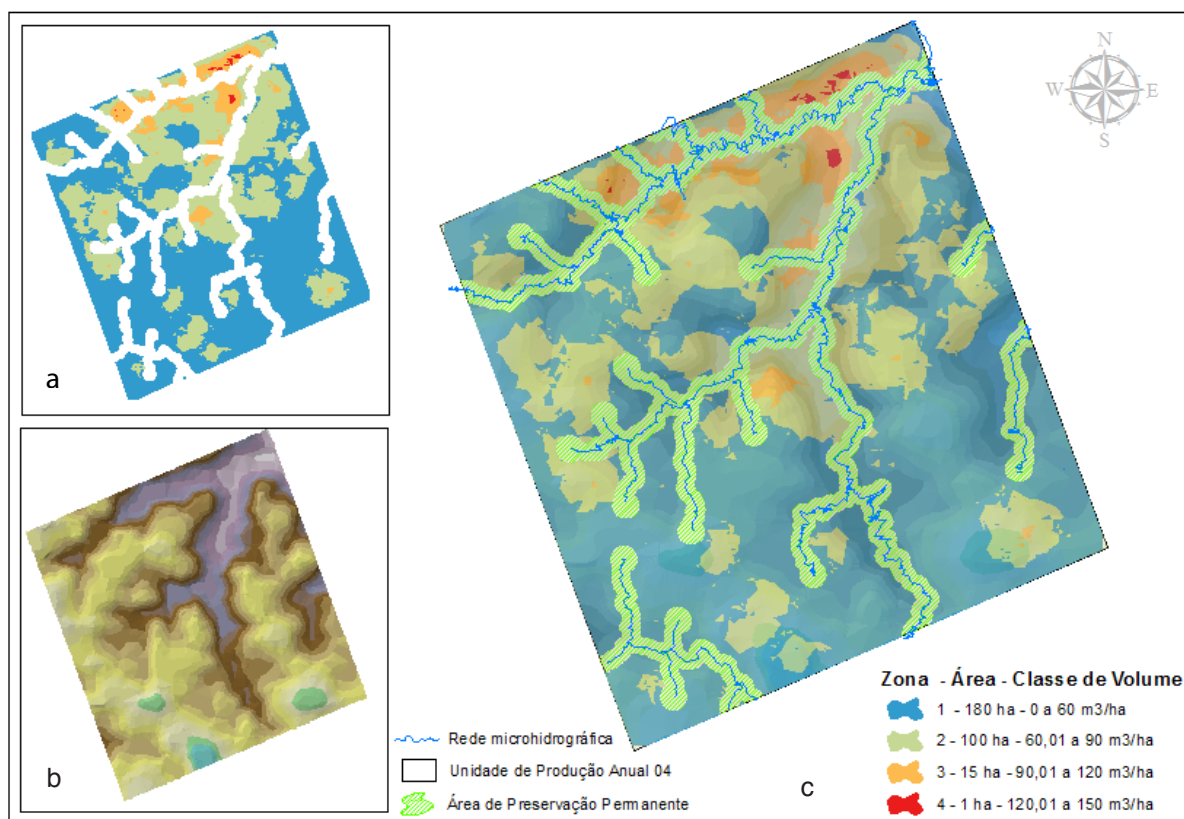 a
b
N
W E
S
Rede microhidrográfica
Unidade de Produção Anual 04
Área de Preservação Permanente
c
Zona - Área - Classe de Volume
1 - 180 ha - 0 a 60 m3/ha
2 - 100 ha - 60,01 a 90 m3/ha
3 - 15 ha - 90,01 a 120 m3/ha
4 - 1 ha - 120,01 a 150 m3/ha